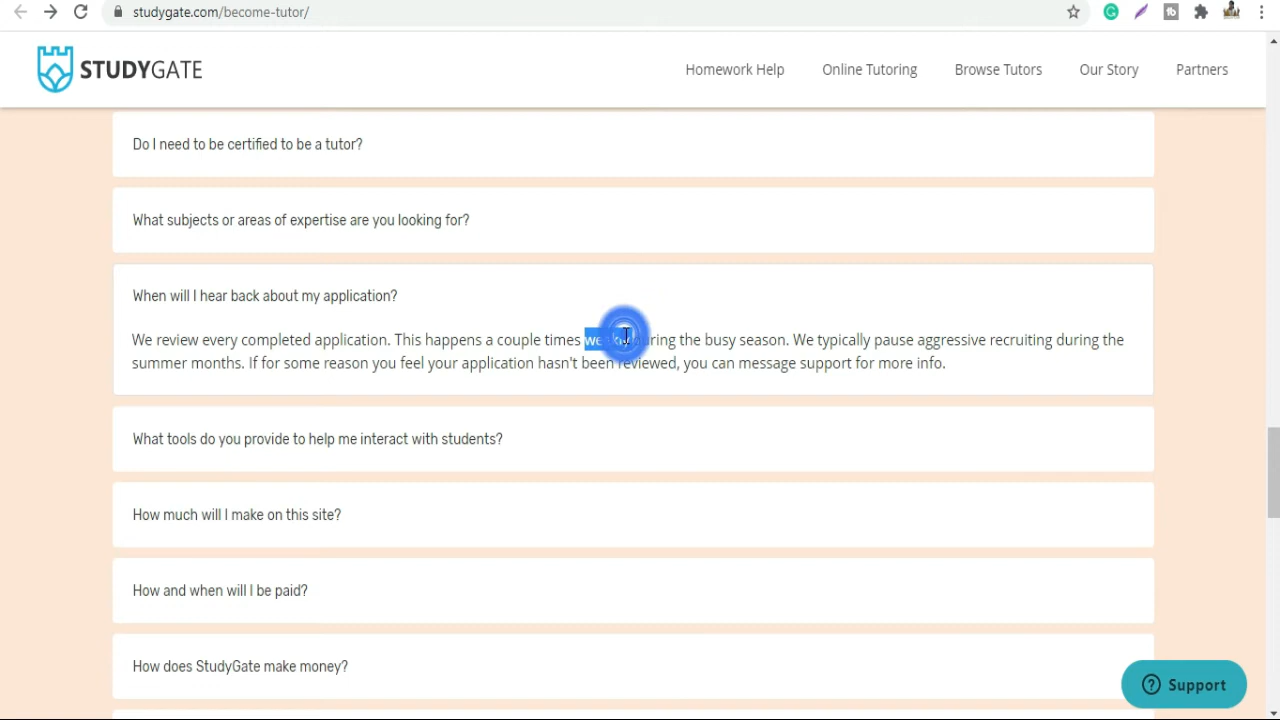 studygate.com/become-tutor/
STUDYGATE
Homework Help Online Tutoring Browse Tutors Our Story Partners
Do I need to be certified to be a tutor?
What subjects or areas of expertise are you looking for?
When will I hear back about my application?
We review every completed application. This happens a couple times during the busy season. We typically pause aggressive recruiting during the
summer months. If for some reason you feel your application hasn't been reviewed, you can message support for more info.
What tools do you provide to help me interact with students?
How much will I make on this site?
How and when will I be paid?
How does StudyGate make money?
Support